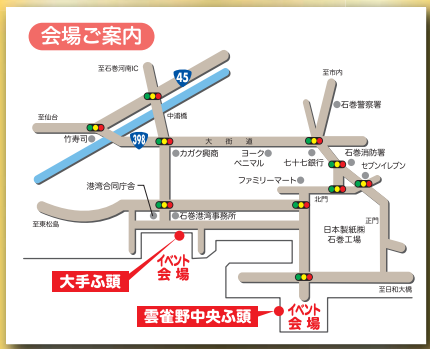 会場ご案内
至石巻河南IC
45
至市内
中浦橋
石巻警察署
至仙台
竹寿司
398
大街道
カガク興商
ヨーク
ベニマル
七十七銀行
石巻消防署
セブンイレブン
ファミリーマート
港湾合同庁舎
北門
石巻港湾事務所
正門
至東松島
日本製紙㈱
石巻工場
イベント
会場
大手ふ頭
至日和大橋
雲雀野中央ふ頭
イベント
会場